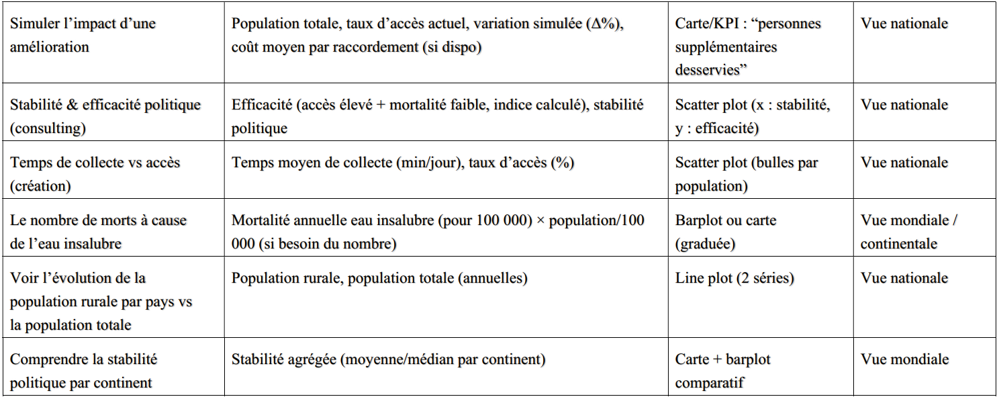 Simuler l’impact d’une
amélioration
Population totale, taux d’accès actuel, variation simulée (Δ%),
coût moyen par raccordement (si dispo)
Carte/KPI : “personnes
supplémentaires
desservies”
Vue nationale
Stabilité & efficacité politique
(consulting)
Efficacité (accès élevé + mortalité faible, indice calculé), stabilité
politique
Scatter plot (x : stabilité,
y : efficacité)
Vue nationale
Temps de collecte vs accès
(création)
Temps moyen de collecte (min/jour), taux d’accès (%)
Scatter plot (bulles par
population)
Vue nationale
Le nombre de morts à cause
de l’eau insalubre
Mortalité annuelle eau insalubre (pour 100 000) × population/100
000 (si besoin du nombre)
Barplot ou carte
(graduée)
Vue mondiale /
continentale
Voir l’évolution de la
population rurale par pays vs
la population totale
Population rurale, population totale (annuelles)
Line plot (2 séries)
Vue nationale
Comprendre la stabilité
politique par continent
Stabilité agrégée (moyenne/médian par continent)
Carte + barplot
comparatif
Vue mondiale